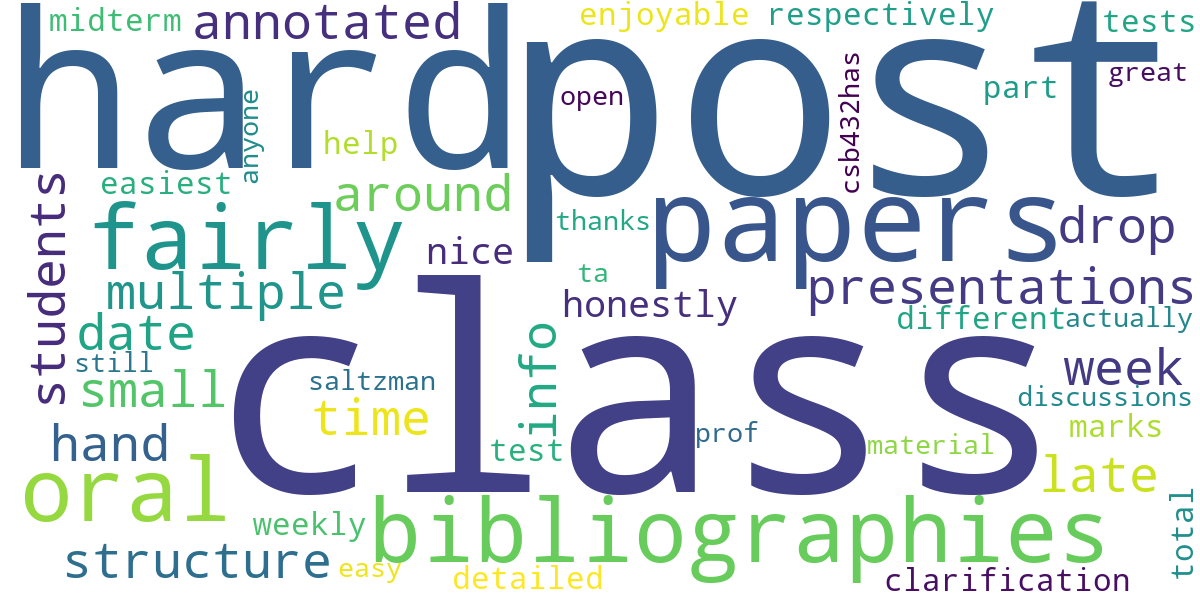 midterm
annotated
enjoyable
respectively
tests
hard
post
great
open
csb432has
part
anyone
help
easiest
around
students
fairly
papers
drop
thanks
nice
ta
multiple
presentations
honestly
date
info
different
actually
still
small
saltzman
class
week
discussions
time
hand
prof
marks
test
material
oral
late
weekly
bibliographies
total
structure
easy
detailed
clarification